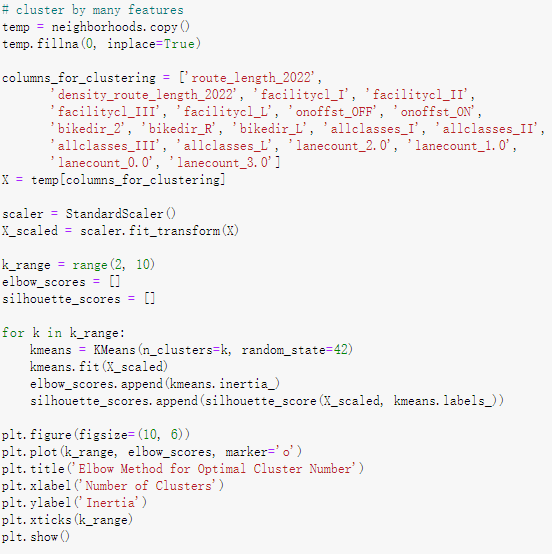 # cluster by many features
temp = neighborhoods.copy()
temp.fillna(0, inplace=True)

columns_for_clustering = ['route_length_2022',
      'density_route_length_2022', 'facilitycl_I', 'facilitycl_II',
      'facilitycl_III', 'facilitycl_L', 'onoffst_OFF', 'onoffst_ON',
      'bikedir_2', 'bikedir_R', 'bikedir_L', 'allclasses_I', 'allclasses_II',
      'allclasses_III', 'allclasses_L', 'lanecount_2.0', 'lanecount_1.0',
      'lanecount_0.0', 'lanecount_3.0']
X = temp[columns_for_clustering]

scaler = StandardScaler()
X_scaled = scaler.fit_transform(X)

k_range = range(2, 10)
elbow_scores = []
silhouette_scores = []

for k in k_range:
    kmeans = KMeans(n_clusters=k, random_state=42)
    kmeans.fit(X_scaled)
    elbow_scores.append(kmeans.inertia_)
    silhouette_scores.append(silhouette_score(X_scaled, kmeans.labels_))

plt.figure(figsize=(10, 6))
plt.plot(k_range, elbow_scores, marker='o')
plt.title('Elbow Method for Optimal Cluster Number')
plt.xlabel('Number of Clusters')
plt.ylabel('Inertia')
plt.xticks(k_range)
plt.show()